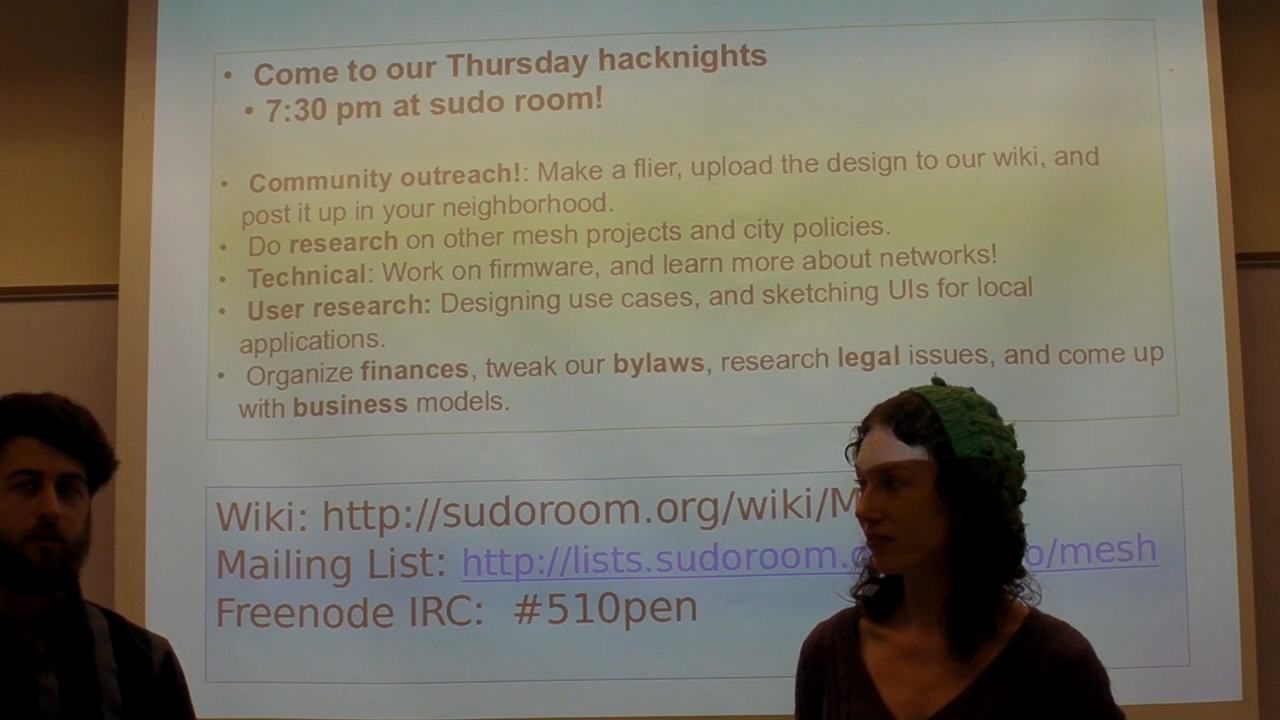 • Come to our Thursday hacknights
• 7:30 pm at sudo room!
• Community outreach!: Make a flier, upload the design to our wiki, and
post it up in your neighborhood.
• Do research on other mesh projects and city policies.
• Technical: Work on firmware, and learn more about networks!
• User research: Designing use cases, and sketching UIs for local
applications.
• Organize finances, tweak our bylaws, research legal issues, and come up
with business models.
Wiki: http://sudoroom.org/wiki/M
Mailing List: http://lists.sudoroom. o/mesh
Freenode IRC: #510pen